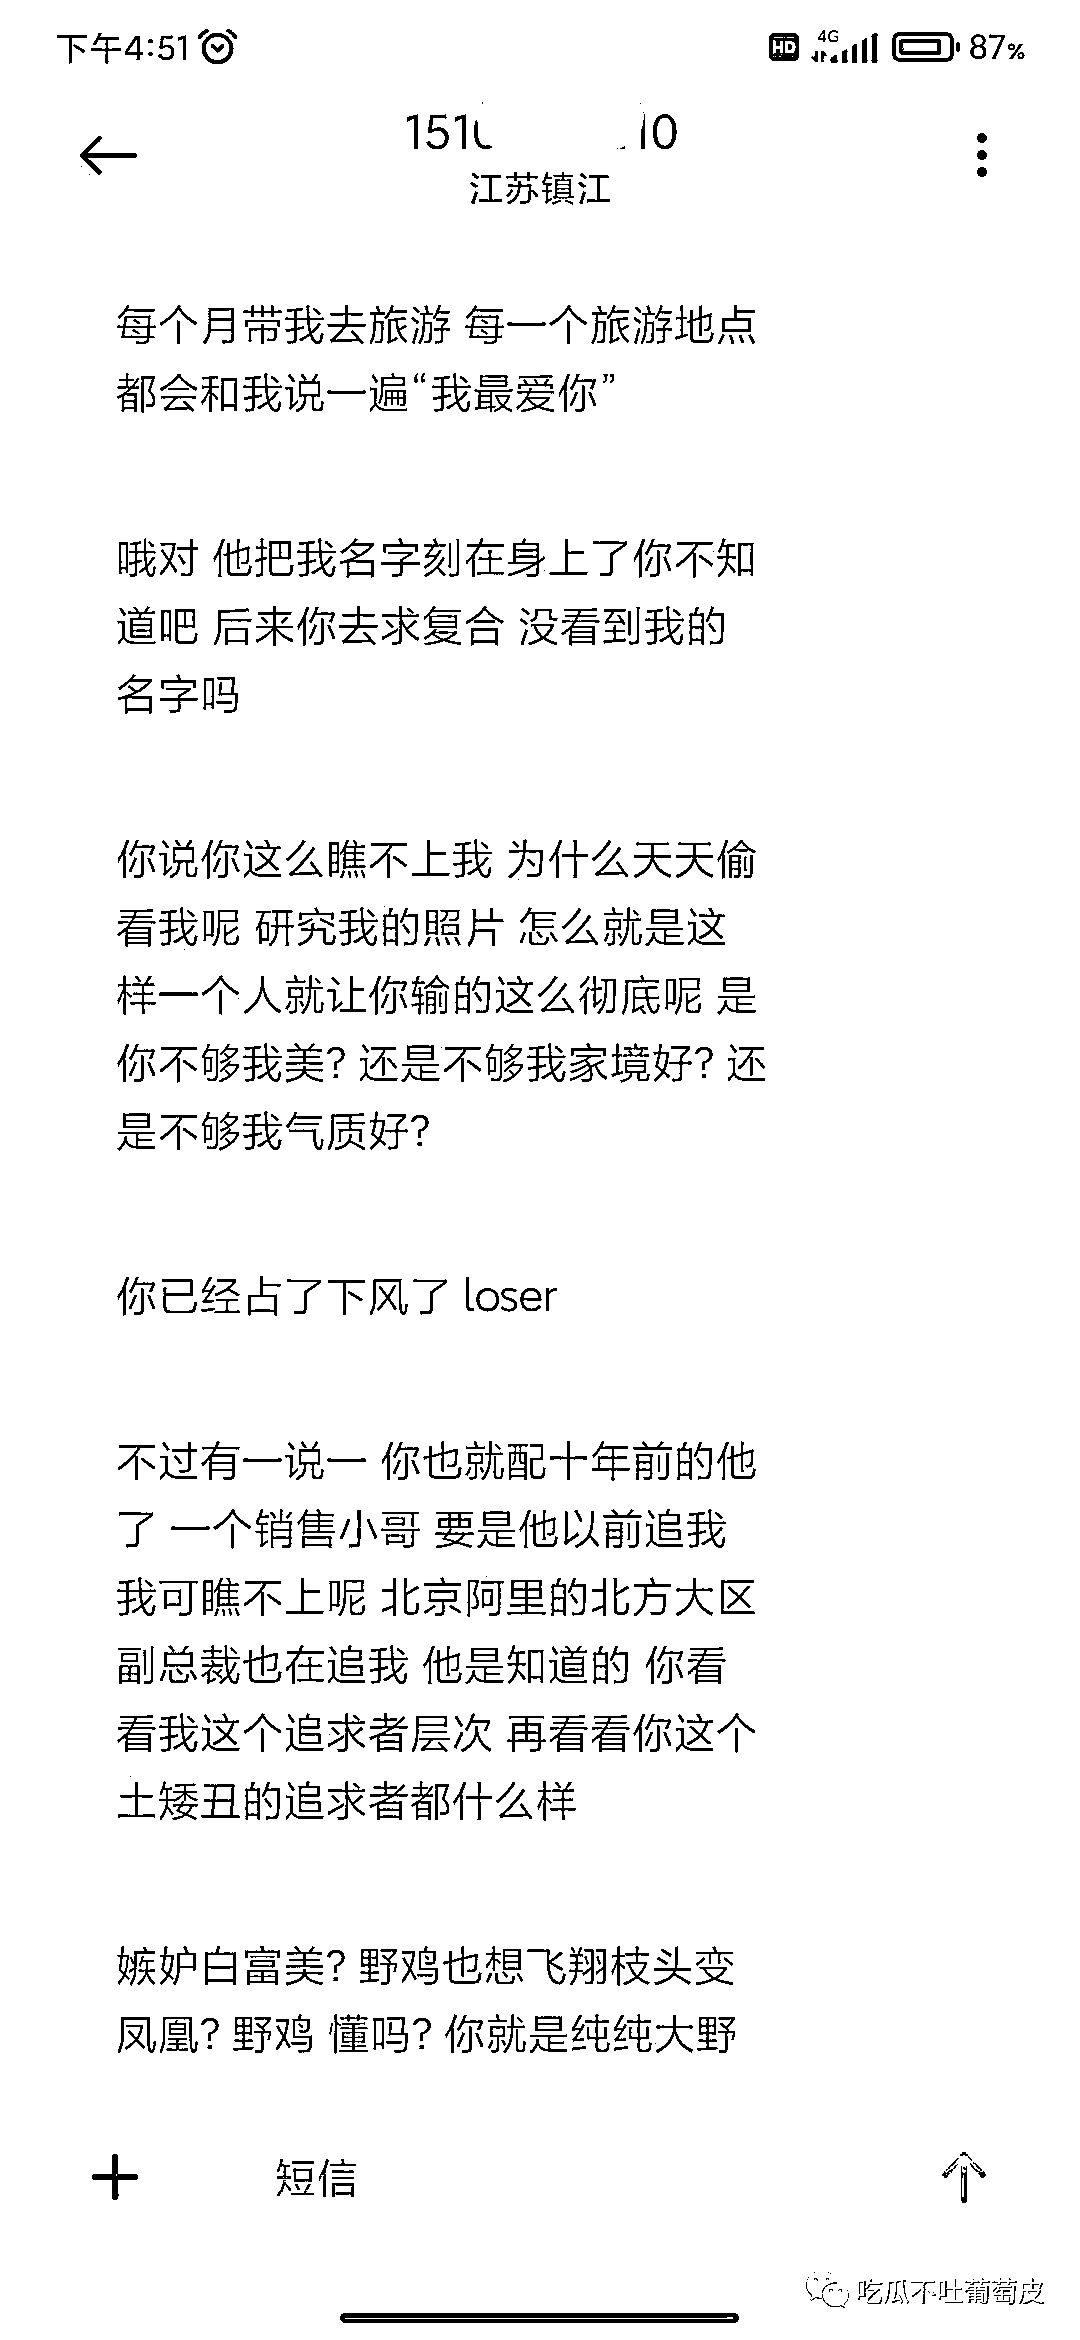 下午4:51
HD 4G 87%
151 10
江苏镇江
每个月带我去旅游 每一个旅游地点
都会和我说一遍“我最爱你”
哦对 他把我名字刻在身上了你不知
道吧 后来你去求复合 没看到我的
名字吗
你说你这么瞧不上我 为什么天天偷
看我呢 研究我的照片 怎么就是这
样一个人就让你输的这么彻底呢 是
你不够我美? 还是不够我家境好? 还
是不够我气质好?
你已经占了下风了 loser
不过有一说一 你也就配十年前的他
了 一个销售小哥 要是他以前追我
我可瞧不上呢 北京阿里的北方大区
副总裁也在追我 他是知道的 你看
看我这个追求者层次 再看看你这个
土矮丑的追求者都什么样
嫉妒白富美? 野鸡也想飞翔枝头变
凤凰? 野鸡 懂吗? 你就是纯纯大野
短信
吃瓜不吐葡萄皮